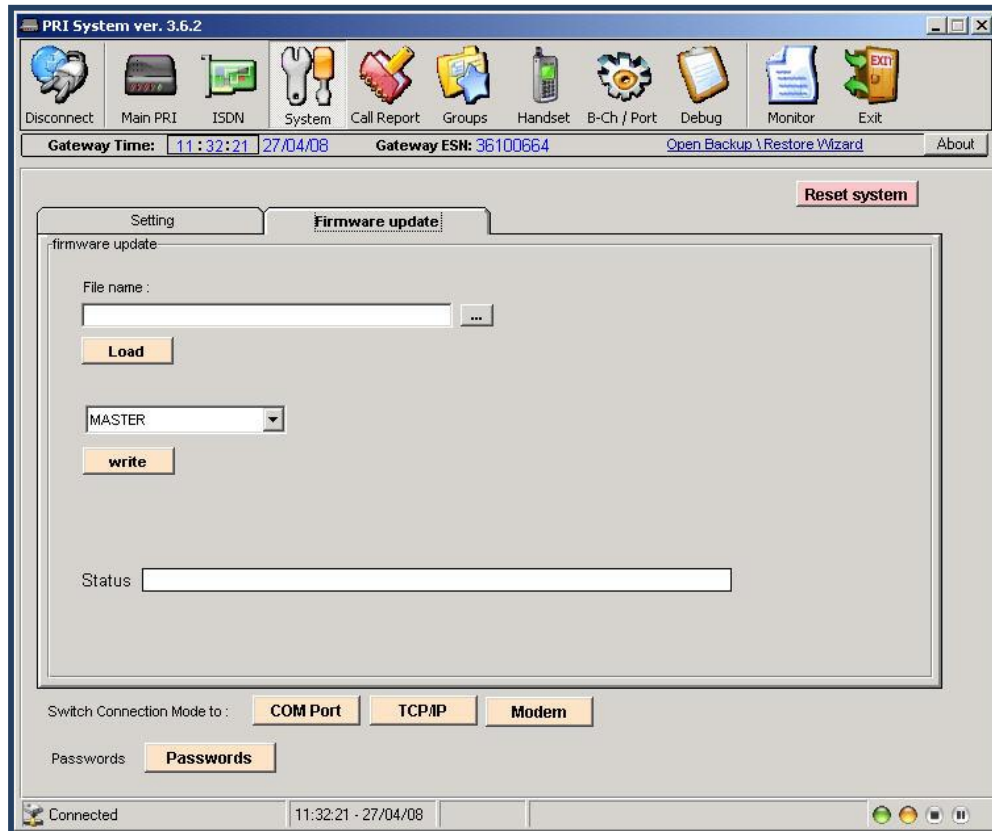 PRI System ver. 3.6.2
Disconnect Main PRI ISDN System Call Report Groups Handset B-Ch / Port Debug Monitor EXIT Exit
Gateway Time: 11:32:21 27/04/08 Gateway ESN: 36100664 Open Backup \ Restore Wizard About
Reset system
Setting Firmware update
firmware update
File name :
...
Load
MASTER
write
Status
Switch Connection Mode to : COM Port TCP/IP Modem
Passwords Passwords
Connected 11:32:21 - 27/04/08